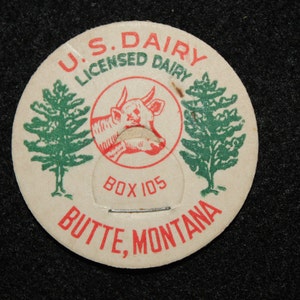 U.S. DAIRY
LICENSED DAIRY
BOX 105
BUTTE, MONTANA